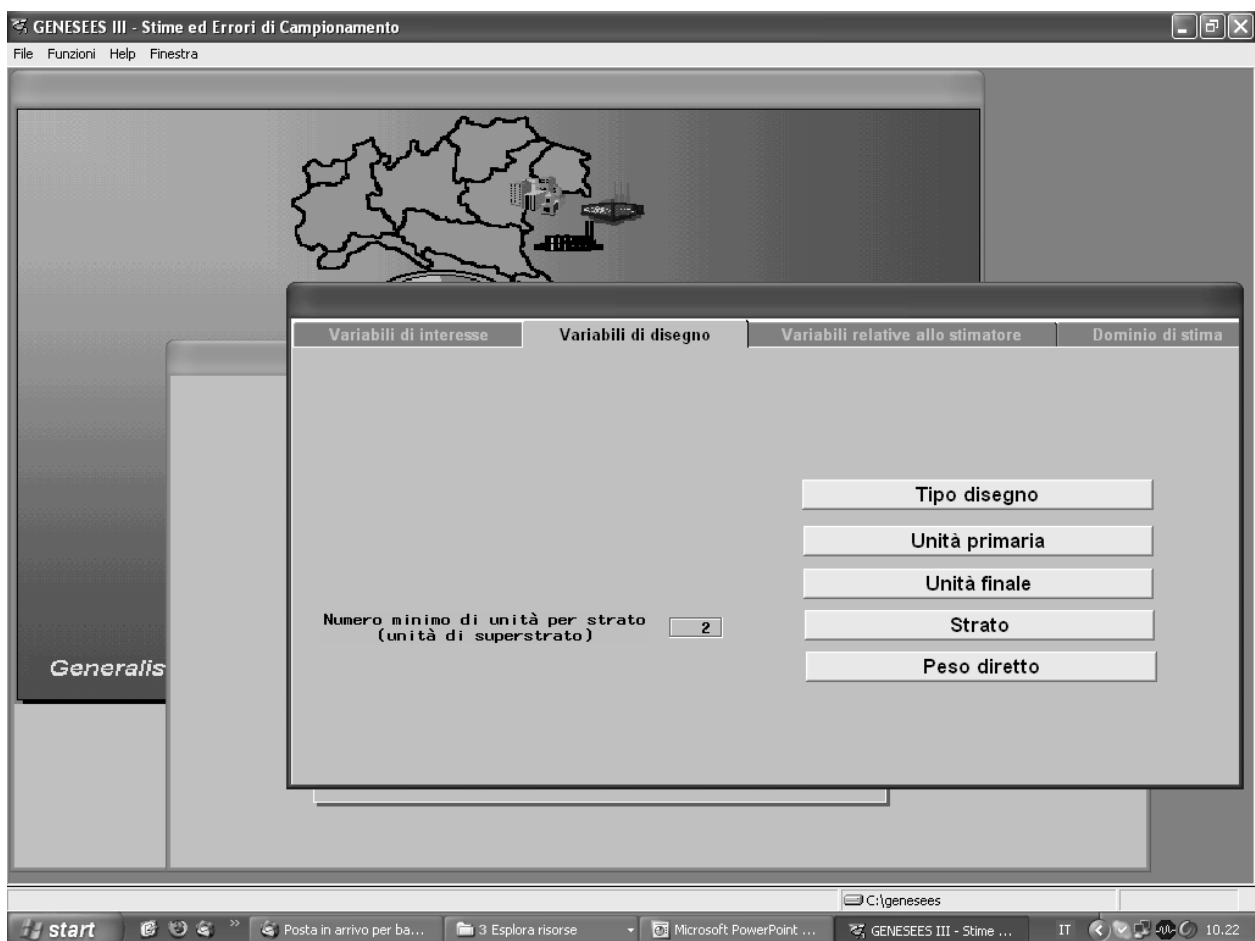 GENESEES III - Stime ed Errori di Campionamento
File Funzioni Help Finestra
Variabili di interesse
Variabili di disegno
Variabili relative allo stimatore
Dominio di stima
Tipo disegno
Unità primaria
Unità finale
Numero minimo di unità per strato
(unità di superstrato)
2
Strato
Peso diretto
Generalis
C:\genesees
start
Posta in arrivo per ba...
3 Esplora risorse
Microsoft PowerPoint ...
GENESEES III - Stime ...
IT
10.22